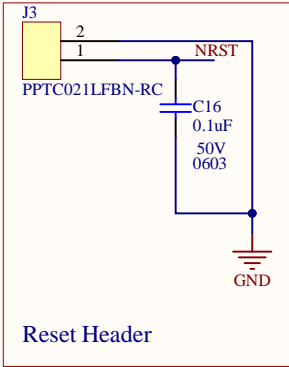 J3
2
1
NRST
PPTC021LFBN-RC
C16
0.1uF
50V
0603
GND
Reset Header